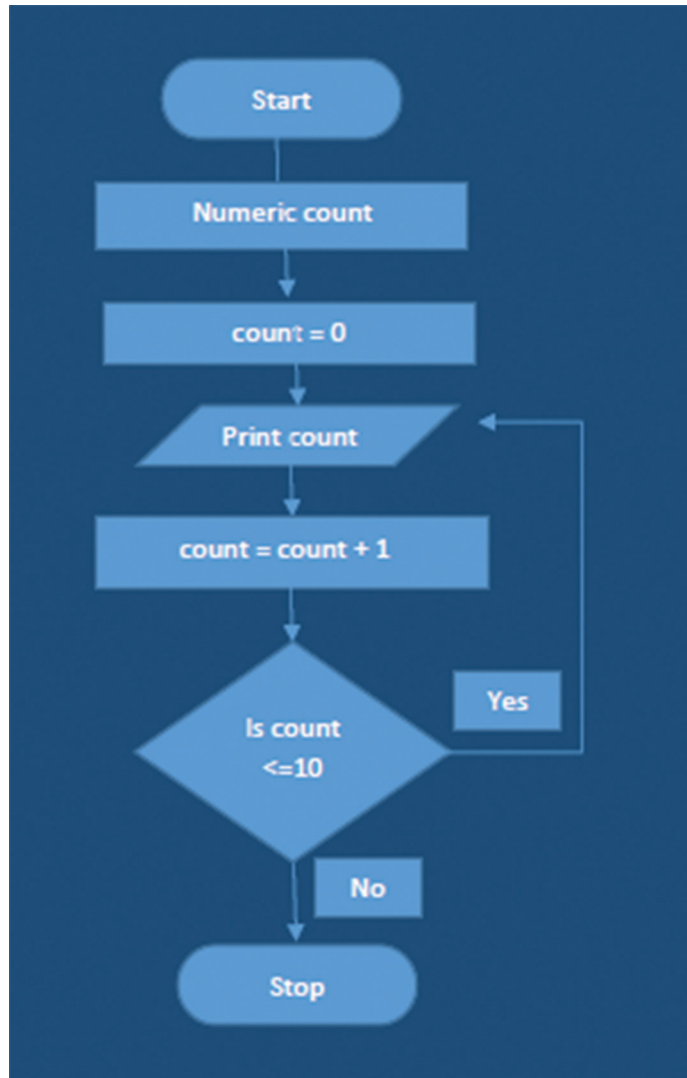 Start
Numeric count
count = 0
Print count
count = count + 1
Is count
<=10
Yes
No
Stop